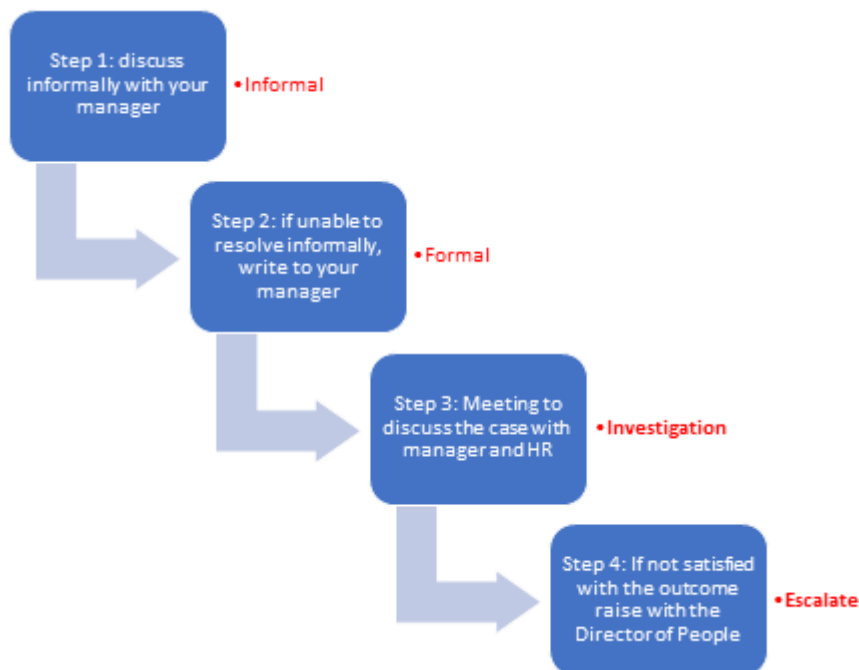 Step 1: discuss
informally with your
manager
•Informal
Step 2: if unable to
resolve informally,
write to your
manager
•Formal
Step 3: Meeting to
discuss the case with
manager and HR
•Investigation
Step 4: If not satisfied
with the outcome
raise with the
Director of People
•Escalate